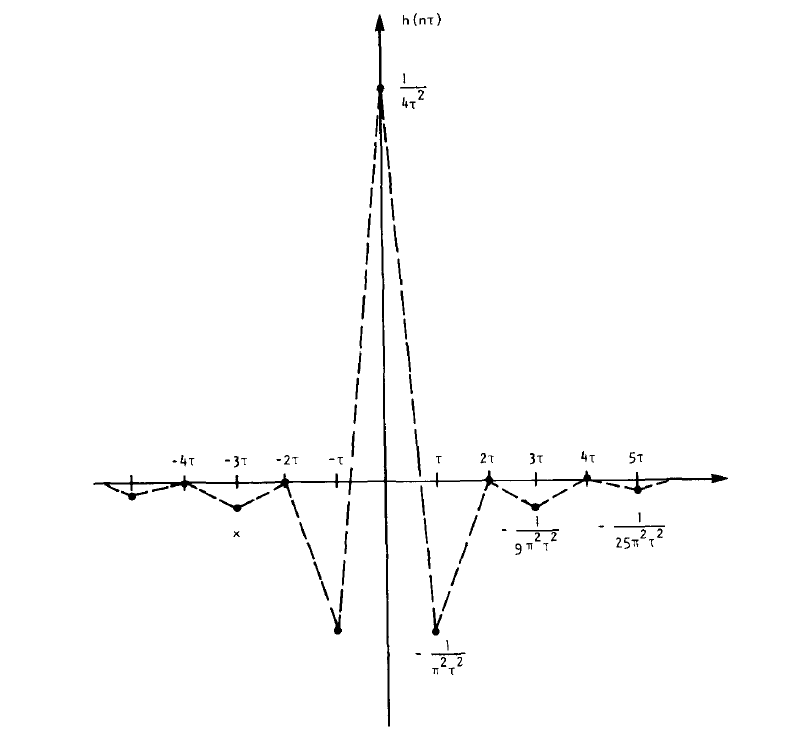 h(nτ)
1
4τ²
-4τ -3τ -2τ -τ τ 2τ 3τ 4τ 5τ
x
- 1
9π²τ²
- 1
25π²τ²
- 1
π²τ²